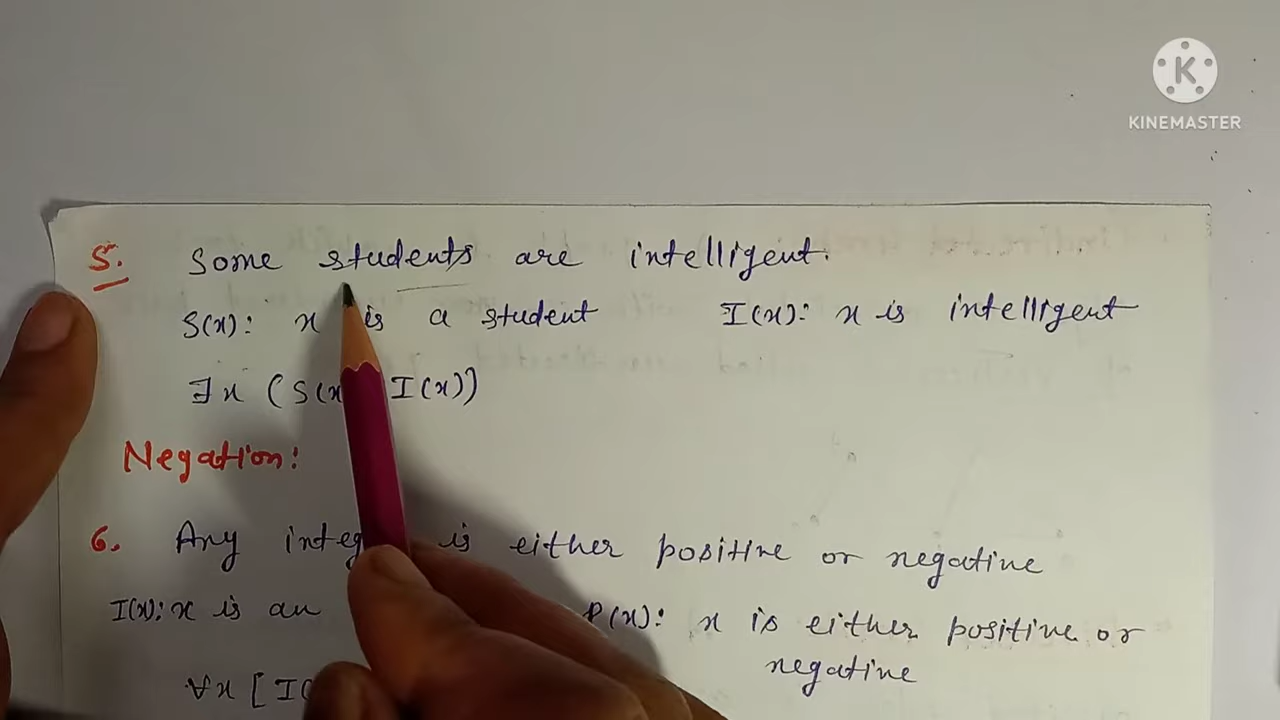 KINEMASTER
5. Some students are intelligent.
S(x): x is a student I(x): x is intelligent
∃x (S(x I(x))
Negation:
6. Any integ is either positive or negative
I(x): x is an P(x): x is either positive or
negative
∀x [I(